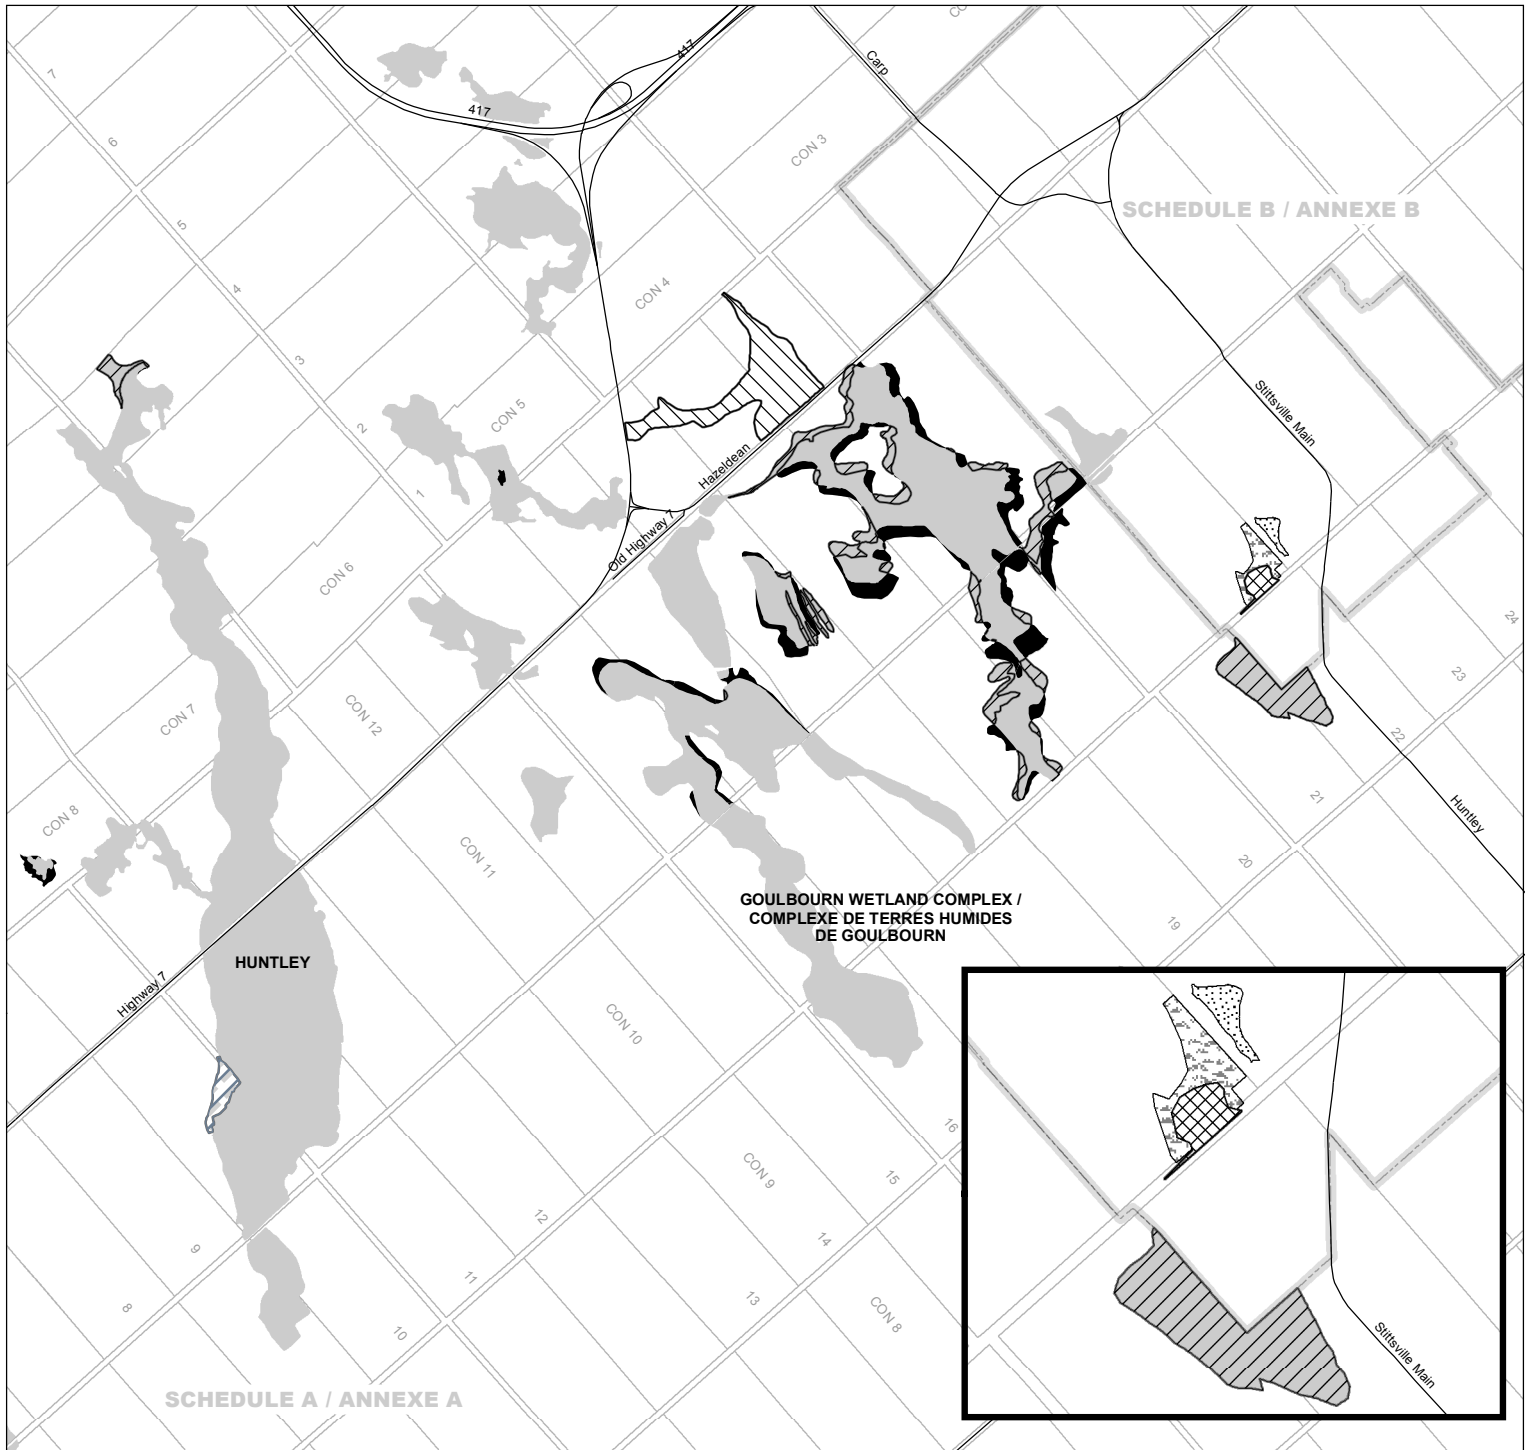 CO
417
417
Carp
7
6
CON 3
SCHEDULE B / ANNEXE B
5
4
CON 4
3
Stittsville Main
CON 5
2
Hazeldean
1
Old Highway 7
CON 6
24
23
CON 7
CON 12
22
21
Huntley
CON 8
CON 11
20
GOULBOURN WETLAND COMPLEX /
COMPLEXE DE TERRES HUMIDES
DE GOULBOURN
19
HUNTLEY
Highway 7
CON 10
16
15
CON 9
14
12
13
11
9
8
10
CON 8
Stittsville Main
SCHEDULE A / ANNEXE A